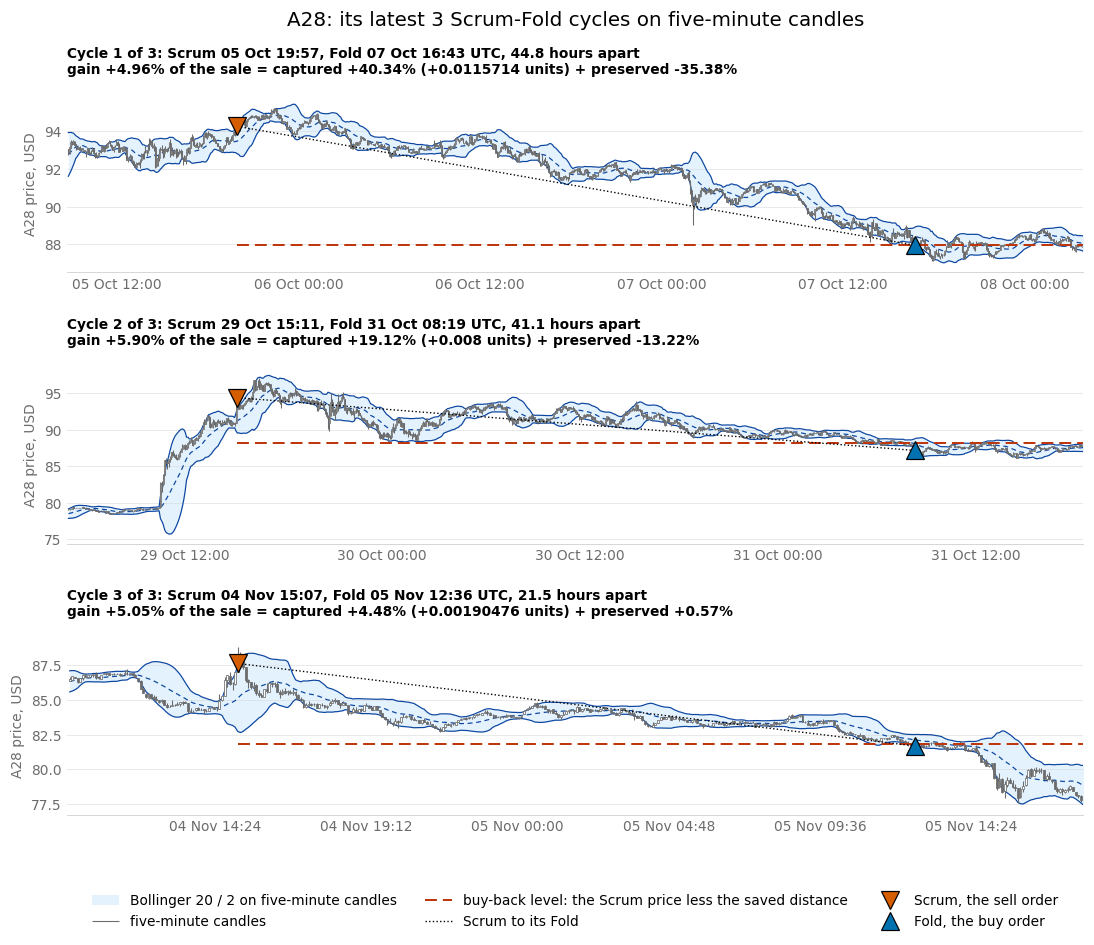 A28: its latest 3 Scrum-Fold cycles on five-minute candles
Cycle 1 of 3: Scrum 05 Oct 19:57, Fold 07 Oct 16:43 UTC, 44.8 hours apart
gain +4.96% of the sale = captured +40.34% (+0.0115714 units) + preserved -35.38%
A28 price, USD
94
92
90
88
05 Oct 12:00
06 Oct 00:00
06 Oct 12:00
07 Oct 00:00
07 Oct 12:00
08 Oct 00:00
Cycle 2 of 3: Scrum 29 Oct 15:11, Fold 31 Oct 08:19 UTC, 41.1 hours apart
gain +5.90% of the sale = captured +19.12% (+0.008 units) + preserved -13.22%
A28 price, USD
95
90
85
80
75
29 Oct 12:00
30 Oct 00:00
30 Oct 12:00
31 Oct 00:00
31 Oct 12:00
Cycle 3 of 3: Scrum 04 Nov 15:07, Fold 05 Nov 12:36 UTC, 21.5 hours apart
gain +5.05% of the sale = captured +4.48% (+0.00190476 units) + preserved +0.57%
A28 price, USD
87.5
85.0
82.5
80.0
77.5
04 Nov 14:24
04 Nov 19:12
05 Nov 00:00
05 Nov 04:48
05 Nov 09:36
05 Nov 14:24
Bollinger 20 / 2 on five-minute candles
five-minute candles
buy-back level: the Scrum price less the saved distance
Scrum to its Fold
Scrum, the sell order
Fold, the buy order